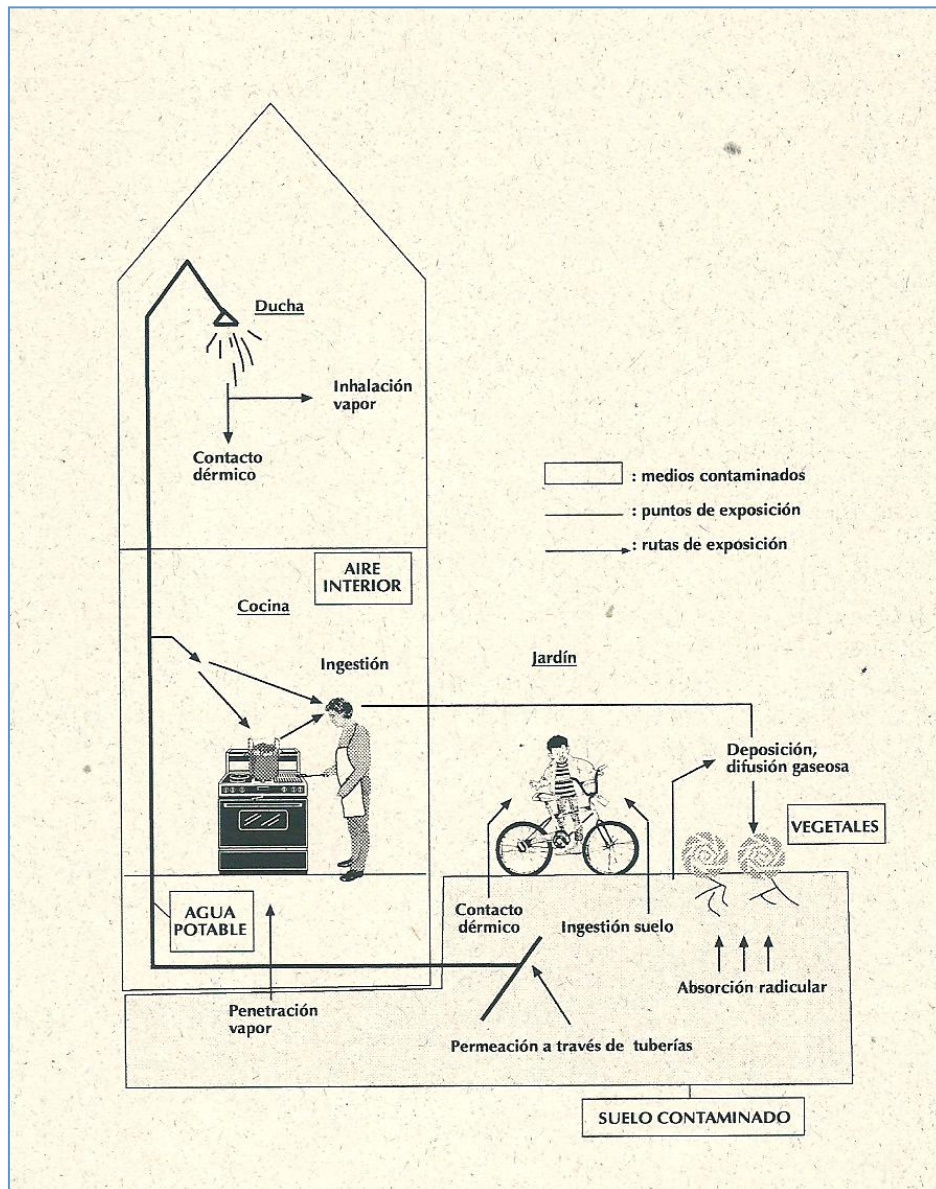 Ducha
Inhalación
vapor
Contacto
dérmico
: medios contaminados
: puntos de exposición
: rutas de exposición
AIRE
INTERIOR
Cocina
Ingestión
Jardín
Deposición,
difusión gaseosa
VEGETALES
AGUA
POTABLE
Contacto
dérmico
Ingestión suelo
Absorción radicular
Penetración
vapor
Permeación a través de tuberías
SUELO CONTAMINADO